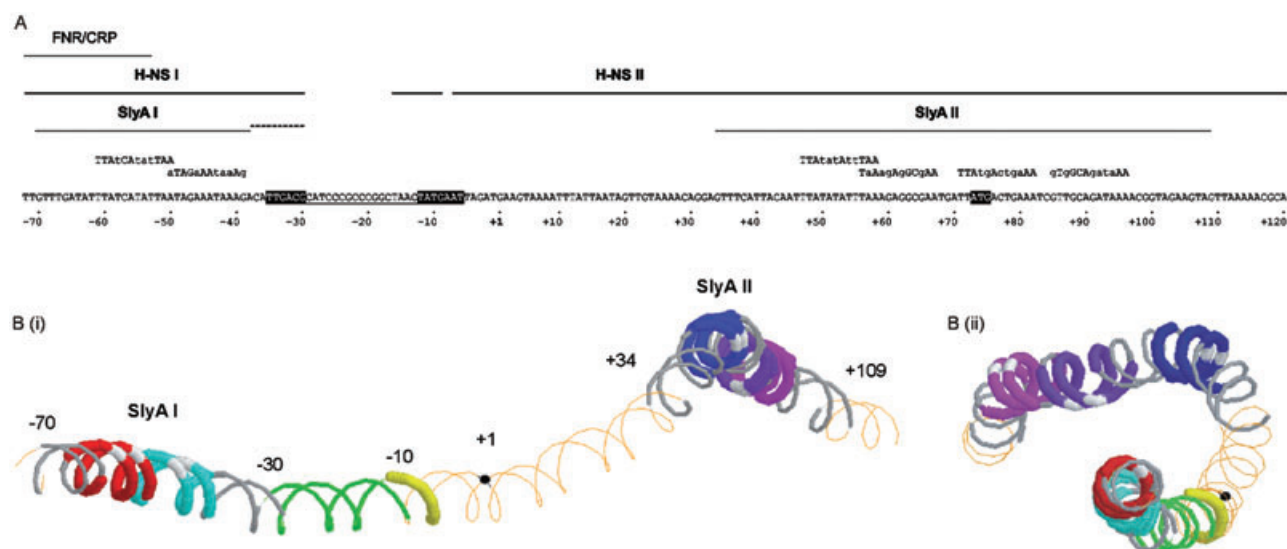 A
FNR/CRP
H-NS I H-NS II
SlyA I SlyA II
TTAtCAtatTAA TTAtatAttTAA TTAtgActgaAA gTgGCAgataAA
aTAGaAAtaaAg TaAagAgGCgAA
TTGTTTGATATTTATCATATTAATAGAAATAAAGACATTGACGCATCCCGCCCGGCTAAGTATGAATTAGATGAAGTAAAATTTATTAATAGTTGTAAAACAGGAGTTTCATTACAATTTATATATTTAAAGAGGCGAATGATTATGACTGAAATCGTTGCAGATAAAACGGTAGAAGTAGTTAAAAACGCA
-70 -60 -50 -40 -30 -20 -10 +1 +10 +20 +30 +40 +50 +60 +70 +80 +90 +100 +110 +120
B (i) SlyA II B (ii)
+34 +109
SlyA I
-70 -30 -10 +1